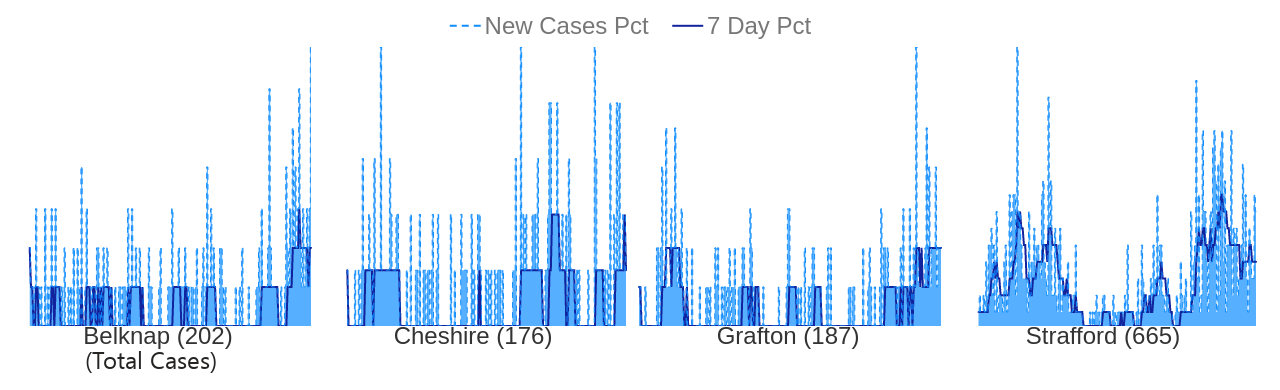 New Cases Pct 7 Day Pct
Belknap (202) Cheshire (176) Grafton (187) Strafford (665)
(Total Cases)